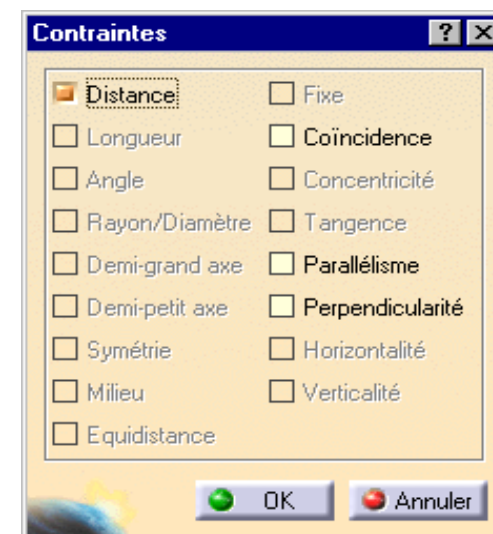 Contraintes
Distance
Longueur
Angle
Rayon/Diamètre
Demi-grand axe
Demi-petit axe
Symétrie
Milieu
Equidistance
Fixe
Coïncidence
Concentricité
Tangence
Parallélisme
Perpendicularité
Horizontalité
Verticalité
OK
Annuler